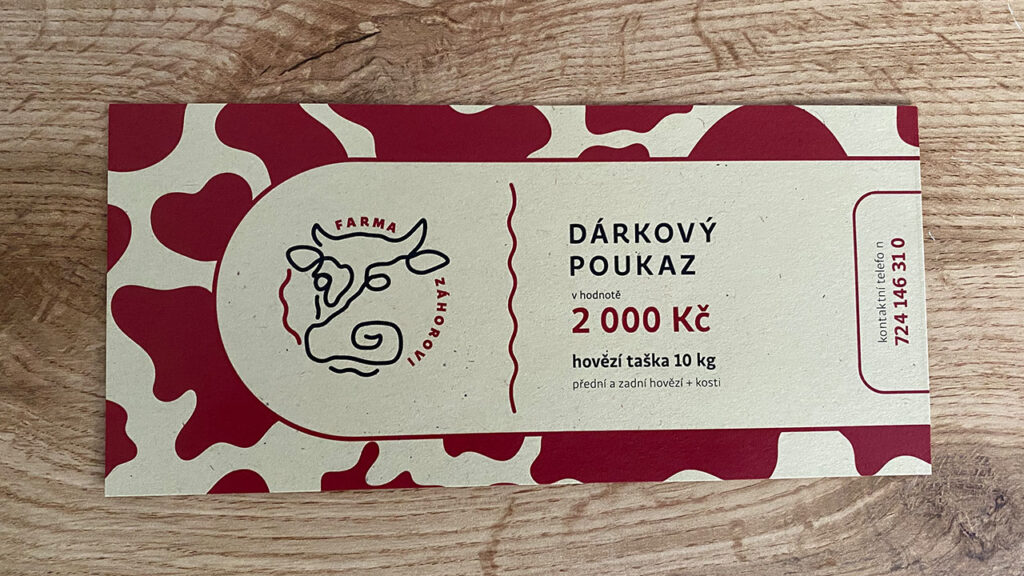 FARMA
ZÁHOROVI
DÁRKOVÝ
POUKAZ
v hodnotě
2 000 Kč
hovězí taška 10 kg
přední a zadní hovězí + kosti
kontaktní telefo n
724 146 31 0